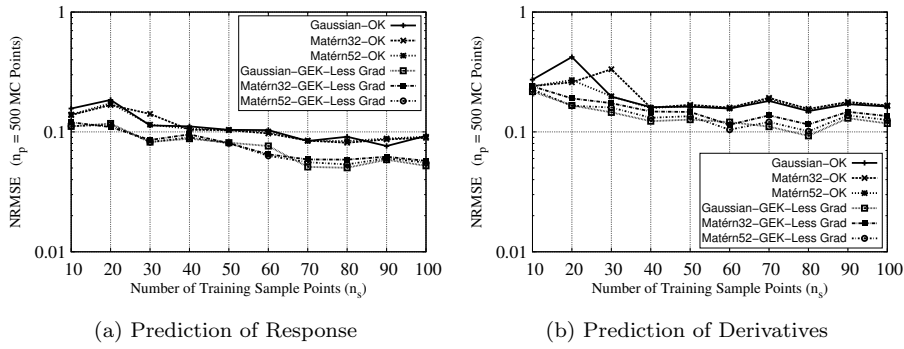 NRMSE (n_p = 500 MC Points)
1
0.1
0.01
Gaussian−OK
Matérn32−OK
Matérn52−OK
Gaussian−GEK−Less Grad
Matérn32−GEK−Less Grad
Matérn52−GEK−Less Grad
10 20 30 40 50 60 70 80 90 100
Number of Training Sample Points (n_s)
(a) Prediction of Response
NRMSE (n_p = 500 MC Points)
1
0.1
0.01
Gaussian−OK
Matérn32−OK
Matérn52−OK
Gaussian−GEK−Less Grad
Matérn32−GEK−Less Grad
Matérn52−GEK−Less Grad
10 20 30 40 50 60 70 80 90 100
Number of Training Sample Points (n_s)
(b) Prediction of Derivatives